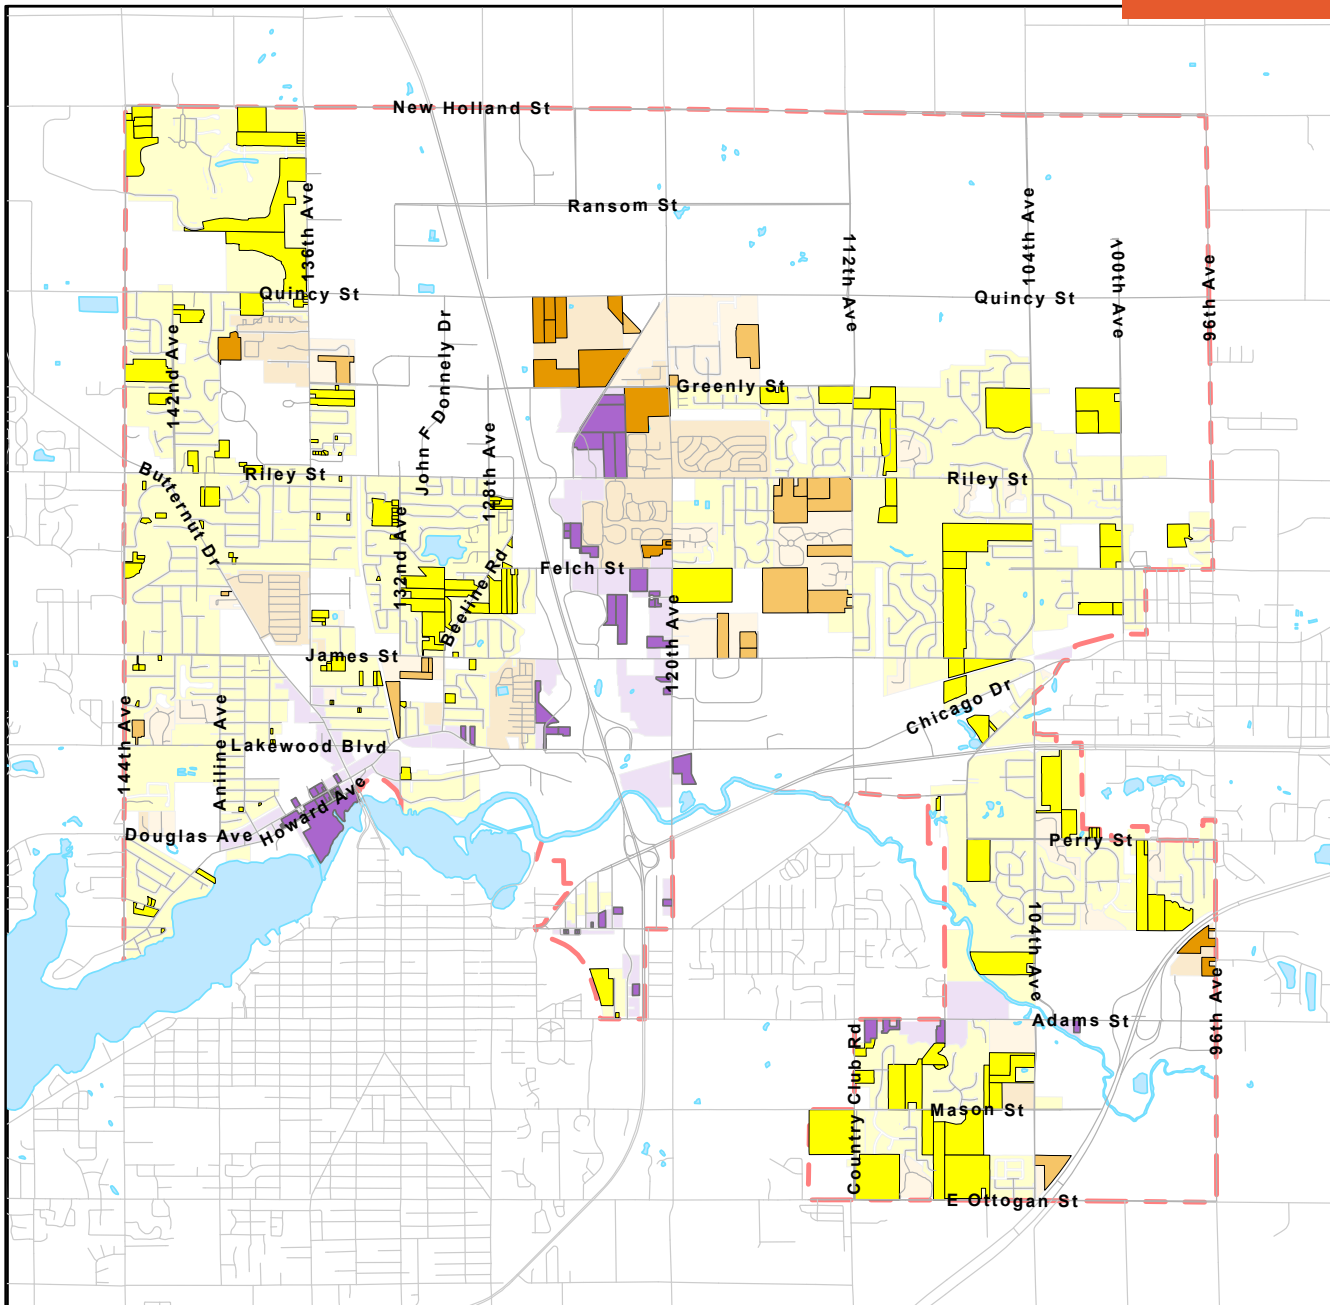 New Holland St
Ransom St
136th Ave
112th Ave
104th Ave
100th Ave
96th Ave
Quincy St
Quincy St
142nd Ave
John F Donnely Dr
Greenly St
128th Ave
Butternut Dr
Riley St
Riley St
132nd Ave
Beeline Rd
Felch St
120th Ave
James St
144th Ave
Aniline Ave
Lakewood Blvd
Chicago Dr
Douglas Ave
Howard Ave
Perry St
104th Ave
96th Ave
Adams St
Country Club Rd
Mason St
E Ottogan St